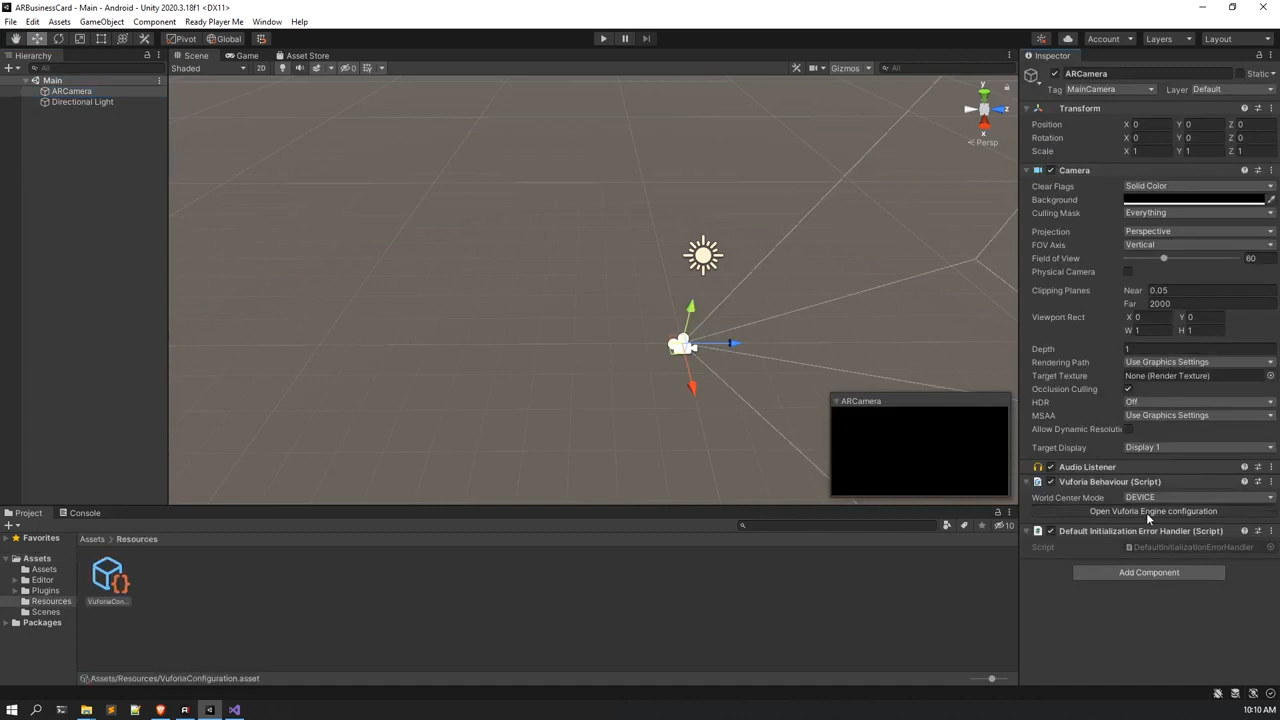 ARBusinessCard - Main - Android - Unity 2020.3.18f1 <DX11>
File Edit Assets GameObject Component Ready Player Me Window Help
Pivot Global Account Layers Layout
Hierarchy
All
Main
ARCamera
Directional Light
Scene Game Asset Store
Shaded 2D 0 Gizmos All
y
z
x
Persp
ARCamera
Inspector
ARCamera Static
Tag MainCamera Layer Default
Transform
Position X 0 Y 0 Z 0
Rotation X 0 Y 0 Z 0
Scale X 1 Y 1 Z 1
Camera
Clear Flags Solid Color
Background
Culling Mask Everything
Projection Perspective
FOV Axis Vertical
Field of View 60
Physical Camera
Clipping Planes Near 0.05
Far 2000
Viewport Rect X 0 Y 0
W 1 H 1
Depth 1
Rendering Path Use Graphics Settings
Target Texture None (Render Texture)
Occlusion Culling
HDR Off
MSAA Use Graphics Settings
Allow Dynamic Resoluti
Target Display Display 1
Audio Listener
Vuforia Behaviour (Script)
World Center Mode DEVICE
Open Vuforia Engine configuration
Default Initialization Error Handler (Script)
Script DefaultInitializationErrorHandler
Add Component
Project Console
10
Favorites
Assets
Assets
Editor
Plugins
Resources
Scenes
Packages
Assets > Resources
VuforiaCon...
Assets/Resources/VuforiaConfiguration.asset
10:10 AM